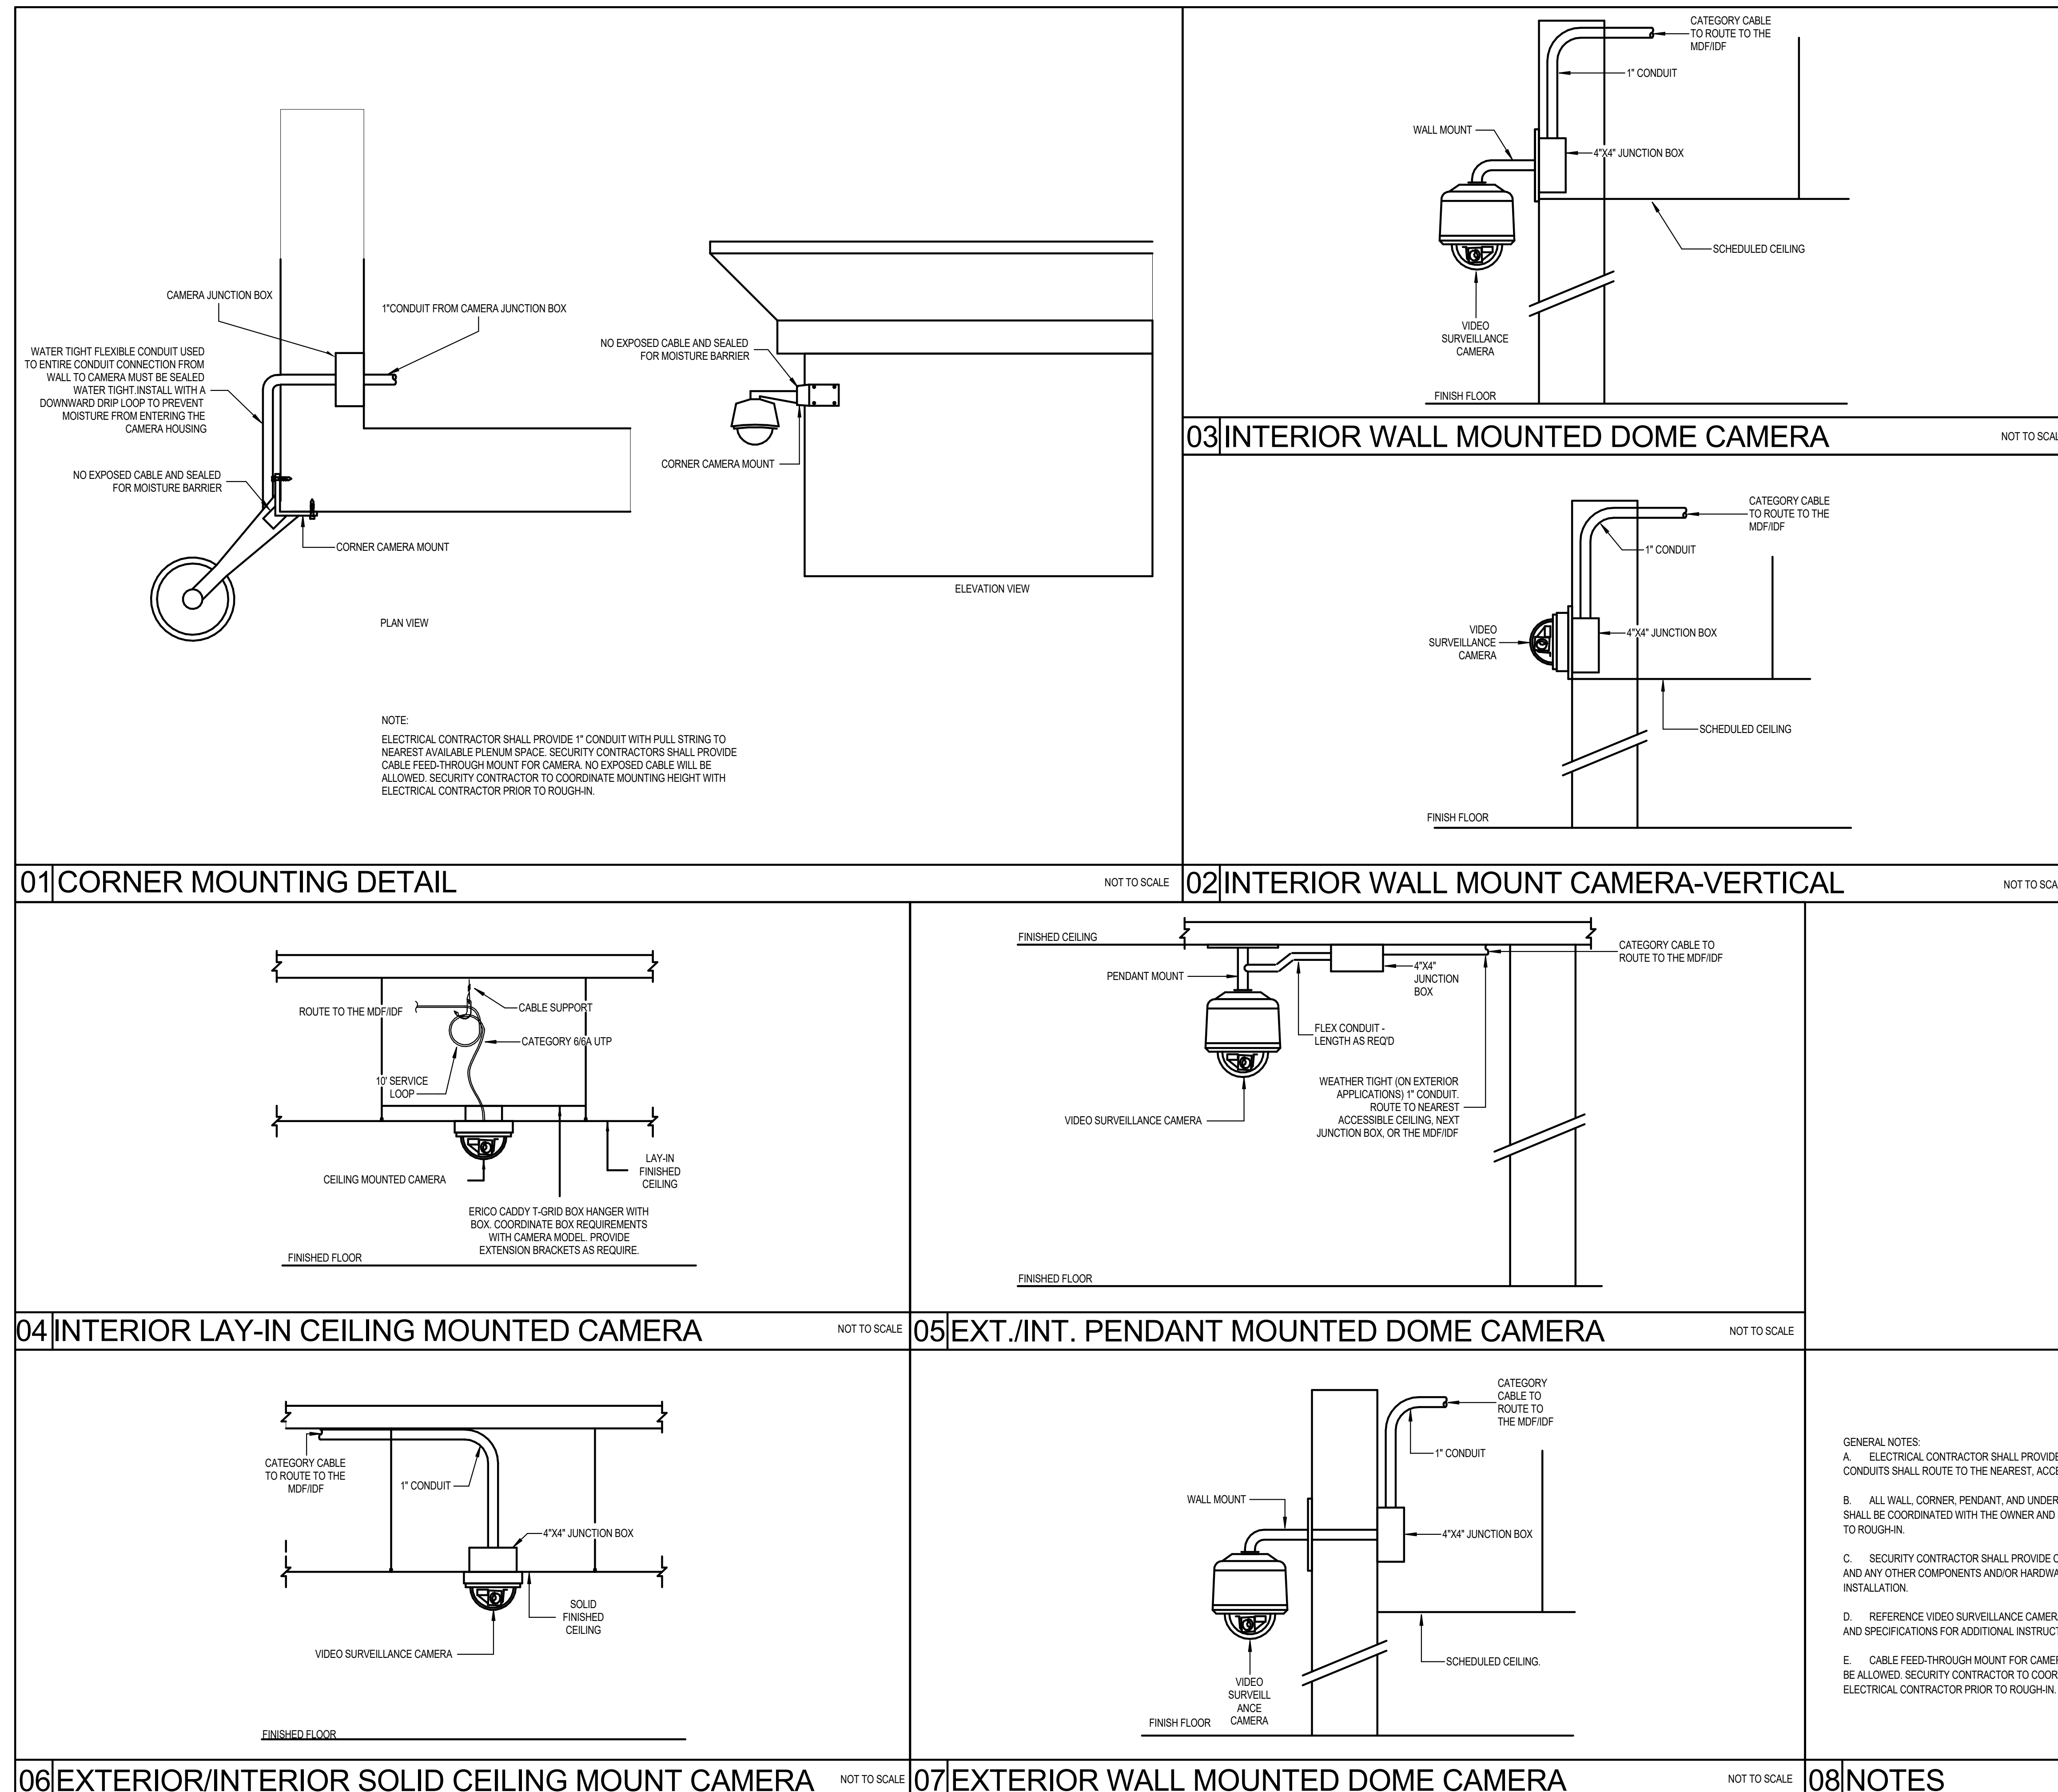 CAMERA JUNCTION BOX
1"CONDUIT FROM CAMERA JUNCTION BOX
WATER TIGHT FLEXIBLE CONDUIT USED
TO ENTIRE CONDUIT CONNECTION FROM
WALL TO CAMERA MUST BE SEALED
WATER TIGHT.INSTALL WITH A
DOWNWARD DRIP LOOP TO PREVENT
MOISTURE FROM ENTERING THE
CAMERA HOUSING
NO EXPOSED CABLE AND SEALED
FOR MOISTURE BARRIER
CORNER CAMERA MOUNT
PLAN VIEW
NO EXPOSED CABLE AND SEALED
FOR MOISTURE BARRIER
CORNER CAMERA MOUNT
ELEVATION VIEW
NOTE:
ELECTRICAL CONTRACTOR SHALL PROVIDE 1" CONDUIT WITH PULL STRING TO
NEAREST AVAILABLE PLENUM SPACE. SECURITY CONTRACTORS SHALL PROVIDE
CABLE FEED-THROUGH MOUNT FOR CAMERA. NO EXPOSED CABLE WILL BE
ALLOWED. SECURITY CONTRACTOR TO COORDINATE MOUNTING HEIGHT WITH
ELECTRICAL CONTRACTOR PRIOR TO ROUGH-IN.
01 CORNER MOUNTING DETAIL
NOT TO SCALE
CATEGORY CABLE
TO ROUTE TO THE
MDF/IDF
1" CONDUIT
WALL MOUNT
4"X4" JUNCTION BOX
SCHEDULED CEILING
VIDEO
SURVEILLANCE
CAMERA
FINISH FLOOR
03 INTERIOR WALL MOUNTED DOME CAMERA
NOT TO SCAL
CATEGORY CABLE
TO ROUTE TO THE
MDF/IDF
1" CONDUIT
VIDEO
SURVEILLANCE
CAMERA
4"X4" JUNCTION BOX
SCHEDULED CEILING
FINISH FLOOR
02 INTERIOR WALL MOUNT CAMERA-VERTICAL
NOT TO SCA
ROUTE TO THE MDF/IDF
CABLE SUPPORT
CATEGORY 6/6A UTP
10' SERVICE
LOOP
CEILING MOUNTED CAMERA
LAY-IN
FINISHED
CEILING
ERICO CADDY T-GRID BOX HANGER WITH
BOX. COORDINATE BOX REQUIREMENTS
WITH CAMERA MODEL. PROVIDE
EXTENSION BRACKETS AS REQUIRE.
FINISHED FLOOR
04 INTERIOR LAY-IN CEILING MOUNTED CAMERA
NOT TO SCALE
FINISHED CEILING
PENDANT MOUNT
4"X4"
JUNCTION
BOX
CATEGORY CABLE TO
ROUTE TO THE MDF/IDF
FLEX CONDUIT -
LENGTH AS REQ'D
WEATHER TIGHT (ON EXTERIOR
APPLICATIONS) 1" CONDUIT.
ROUTE TO NEAREST
ACCESSIBLE CEILING, NEXT
JUNCTION BOX, OR THE MDF/IDF
VIDEO SURVEILLANCE CAMERA
FINISHED FLOOR
05 EXT./INT. PENDANT MOUNTED DOME CAMERA
NOT TO SCALE
CATEGORY CABLE
TO ROUTE TO THE
MDF/IDF
1" CONDUIT
4"X4" JUNCTION BOX
SOLID
FINISHED
CEILING
VIDEO SURVEILLANCE CAMERA
FINISHED FLOOR
06 EXTERIOR/INTERIOR SOLID CEILING MOUNT CAMERA
NOT TO SCALE
CATEGORY
CABLE TO
ROUTE TO
THE MDF/IDF
1" CONDUIT
WALL MOUNT
4"X4" JUNCTION BOX
SCHEDULED CEILING.
VIDEO
SURVEILL
ANCE
CAMERA
FINISH FLOOR
07 EXTERIOR WALL MOUNTED DOME CAMERA
NOT TO SCALE
GENERAL NOTES:
A. ELECTRICAL CONTRACTOR SHALL PROVIDE
CONDUITS SHALL ROUTE TO THE NEAREST, ACCE
B. ALL WALL, CORNER, PENDANT, AND UNDER
SHALL BE COORDINATED WITH THE OWNER AND
TO ROUGH-IN.
C. SECURITY CONTRACTOR SHALL PROVIDE C
AND ANY OTHER COMPONENTS AND/OR HARDWA
INSTALLATION.
D. REFERENCE VIDEO SURVEILLANCE CAMER
AND SPECIFICATIONS FOR ADDITIONAL INSTRUCT
E. CABLE FEED-THROUGH MOUNT FOR CAMER
BE ALLOWED. SECURITY CONTRACTOR TO COOR
ELECTRICAL CONTRACTOR PRIOR TO ROUGH-IN.
08 NOTES